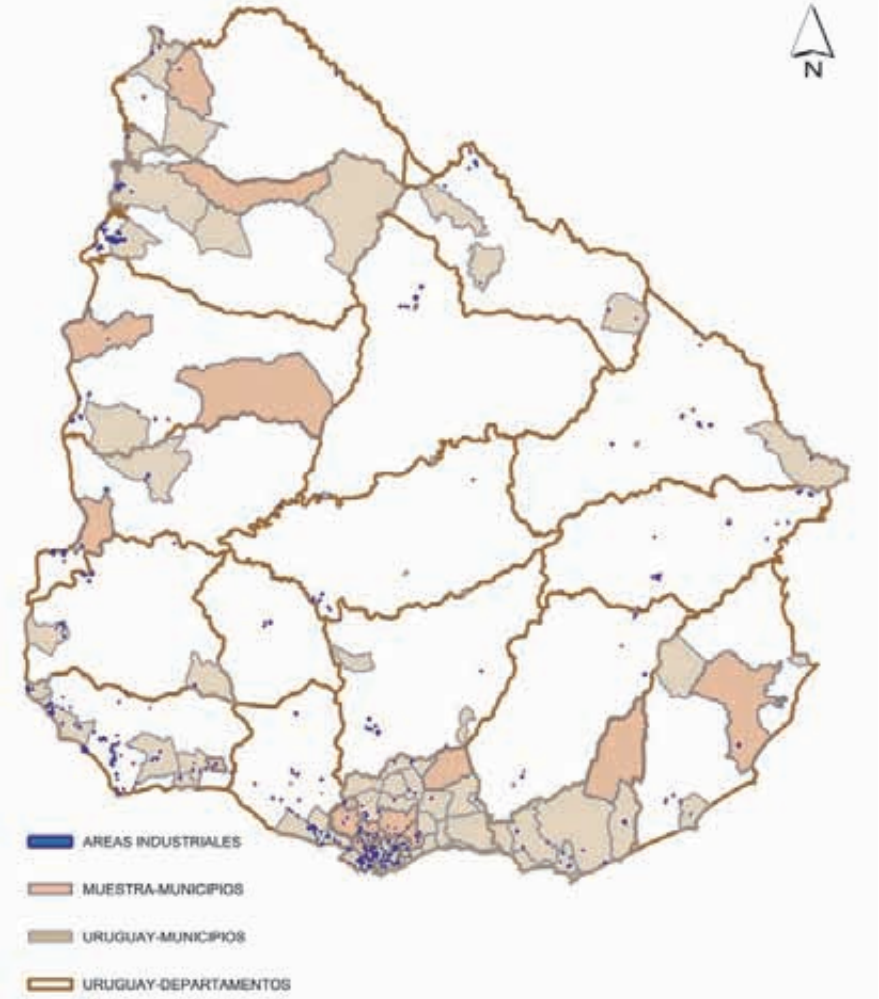 N
AREAS INDUSTRIALES
MUESTRA-MUNICIPIOS
URUGUAY-MUNICIPIOS
URUGUAY-DEPARTAMENTOS